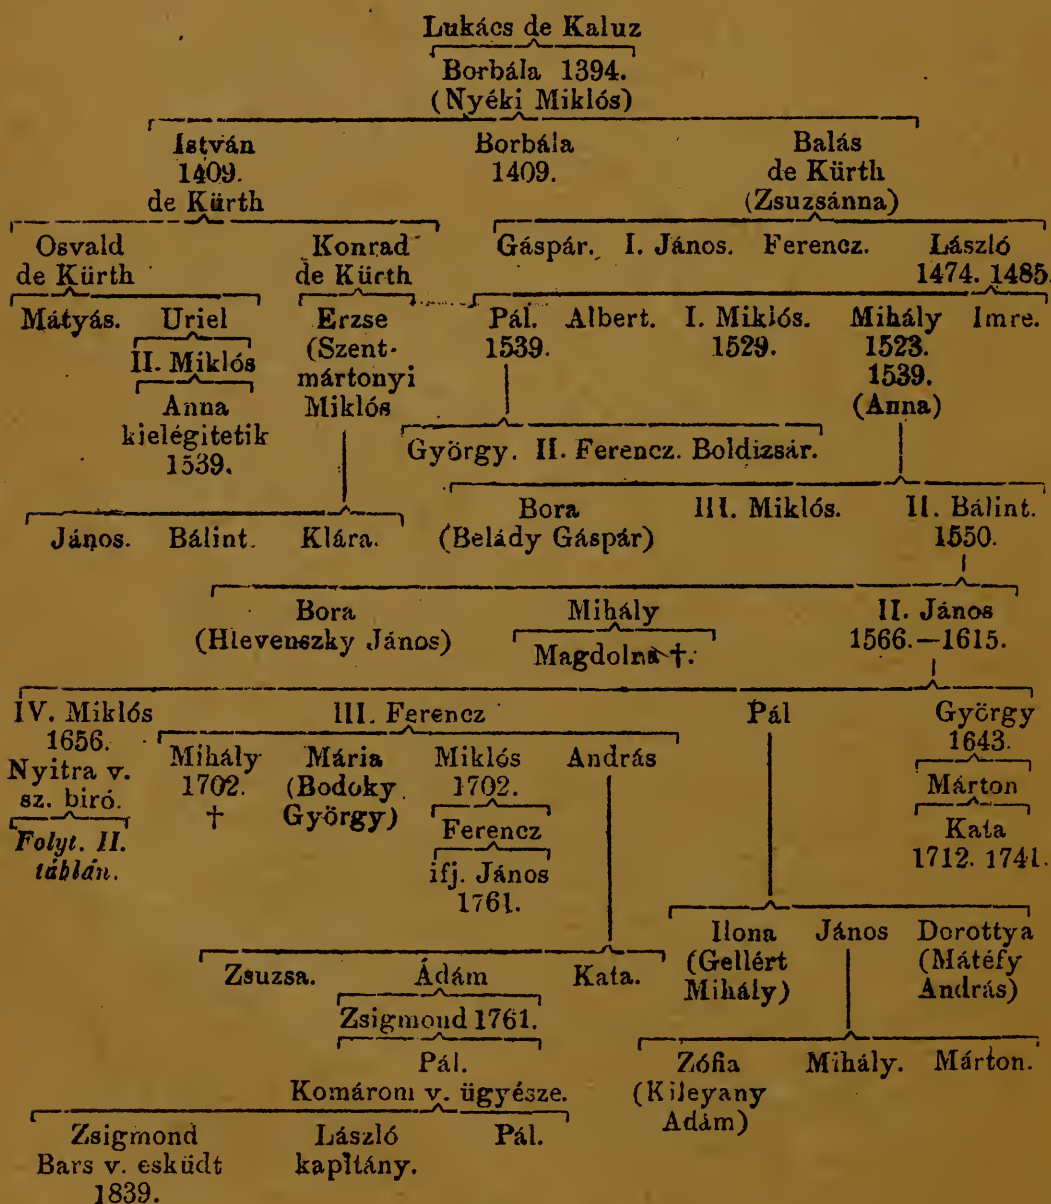 Lukács de Kaluz
Borbála 1394.
(Nyéki Miklós)
István Borbála Balás
1409. 1409. de Kürth
de Kürth (Zsuzsánna)
Osvald Konrad Gáspár. I. János. Ferencz. László
de Kürth de Kürth 1474. 1485.
Mátyás. Uriel Erzse Pál. Albert. I. Miklós. Mihály Imre.
(Szent- 1539. 1529. 1523.
II. Miklós mártonyi 1539.
Anna Miklós (Anna)
kielégitetik György. II. Ferencz. Boldizsár.
1539.
Bora III. Miklós. II. Bálint.
János. Bálint. Klára. (Belády Gáspár) 1550.
Bora Mihály II. János
(Hlevenszky János) Magdolna †. 1566.—1615.
IV. Miklós III. Ferencz Pál György
1656. Mihály Mária Miklós András 1643.
Nyitra v. 1702. (Bodoky 1702. Márton
sz. biró. † György) Ferencz Kata
Folyt. II. ifj. János 1712. 1741.
táblán. 1761.
Ilona János Dorottya
Zsuzsa. Ádám Kata. (Gellért (Mátéfy
Mihály) András)
Zsigmond 1761.
Pál. Zófia Mihály. Márton.
Komárom v. ügyésze. (Kileyany
Zsigmond László Pál. Adám)
Bars v. esküdt kapitány.
1839.